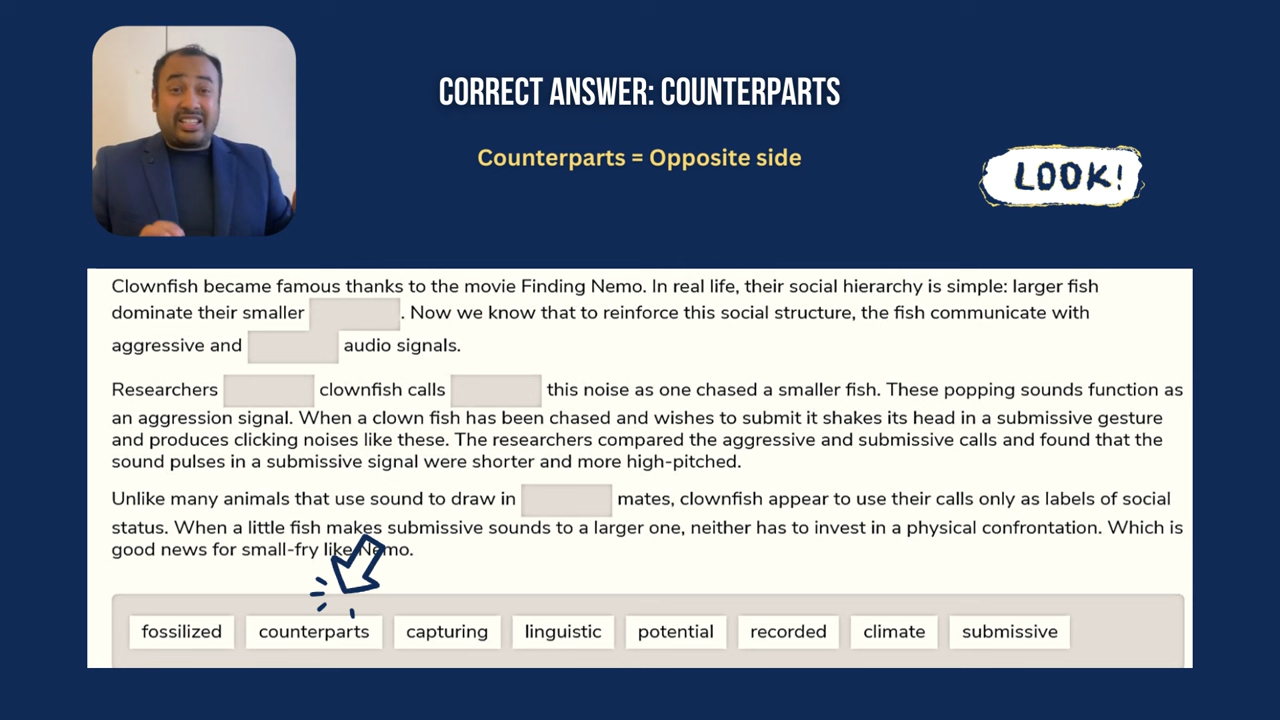 CORRECT ANSWER: COUNTERPARTS
Counterparts = Opposite side
LOOK!
Clownfish became famous thanks to the movie Finding Nemo. In real life, their social hierarchy is simple: larger fish
dominate their smaller . Now we know that to reinforce this social structure, the fish communicate with
aggressive and audio signals.
Researchers clownfish calls this noise as one chased a smaller fish. These popping sounds function as
an aggression signal. When a clown fish has been chased and wishes to submit it shakes its head in a submissive gesture
and produces clicking noises like these. The researchers compared the aggressive and submissive calls and found that the
sound pulses in a submissive signal were shorter and more high-pitched.
Unlike many animals that use sound to draw in mates, clownfish appear to use their calls only as labels of social
status. When a little fish makes submissive sounds to a larger one, neither has to invest in a physical confrontation. Which is
good news for small-fry like Nemo.
fossilized counterparts capturing linguistic potential recorded climate submissive